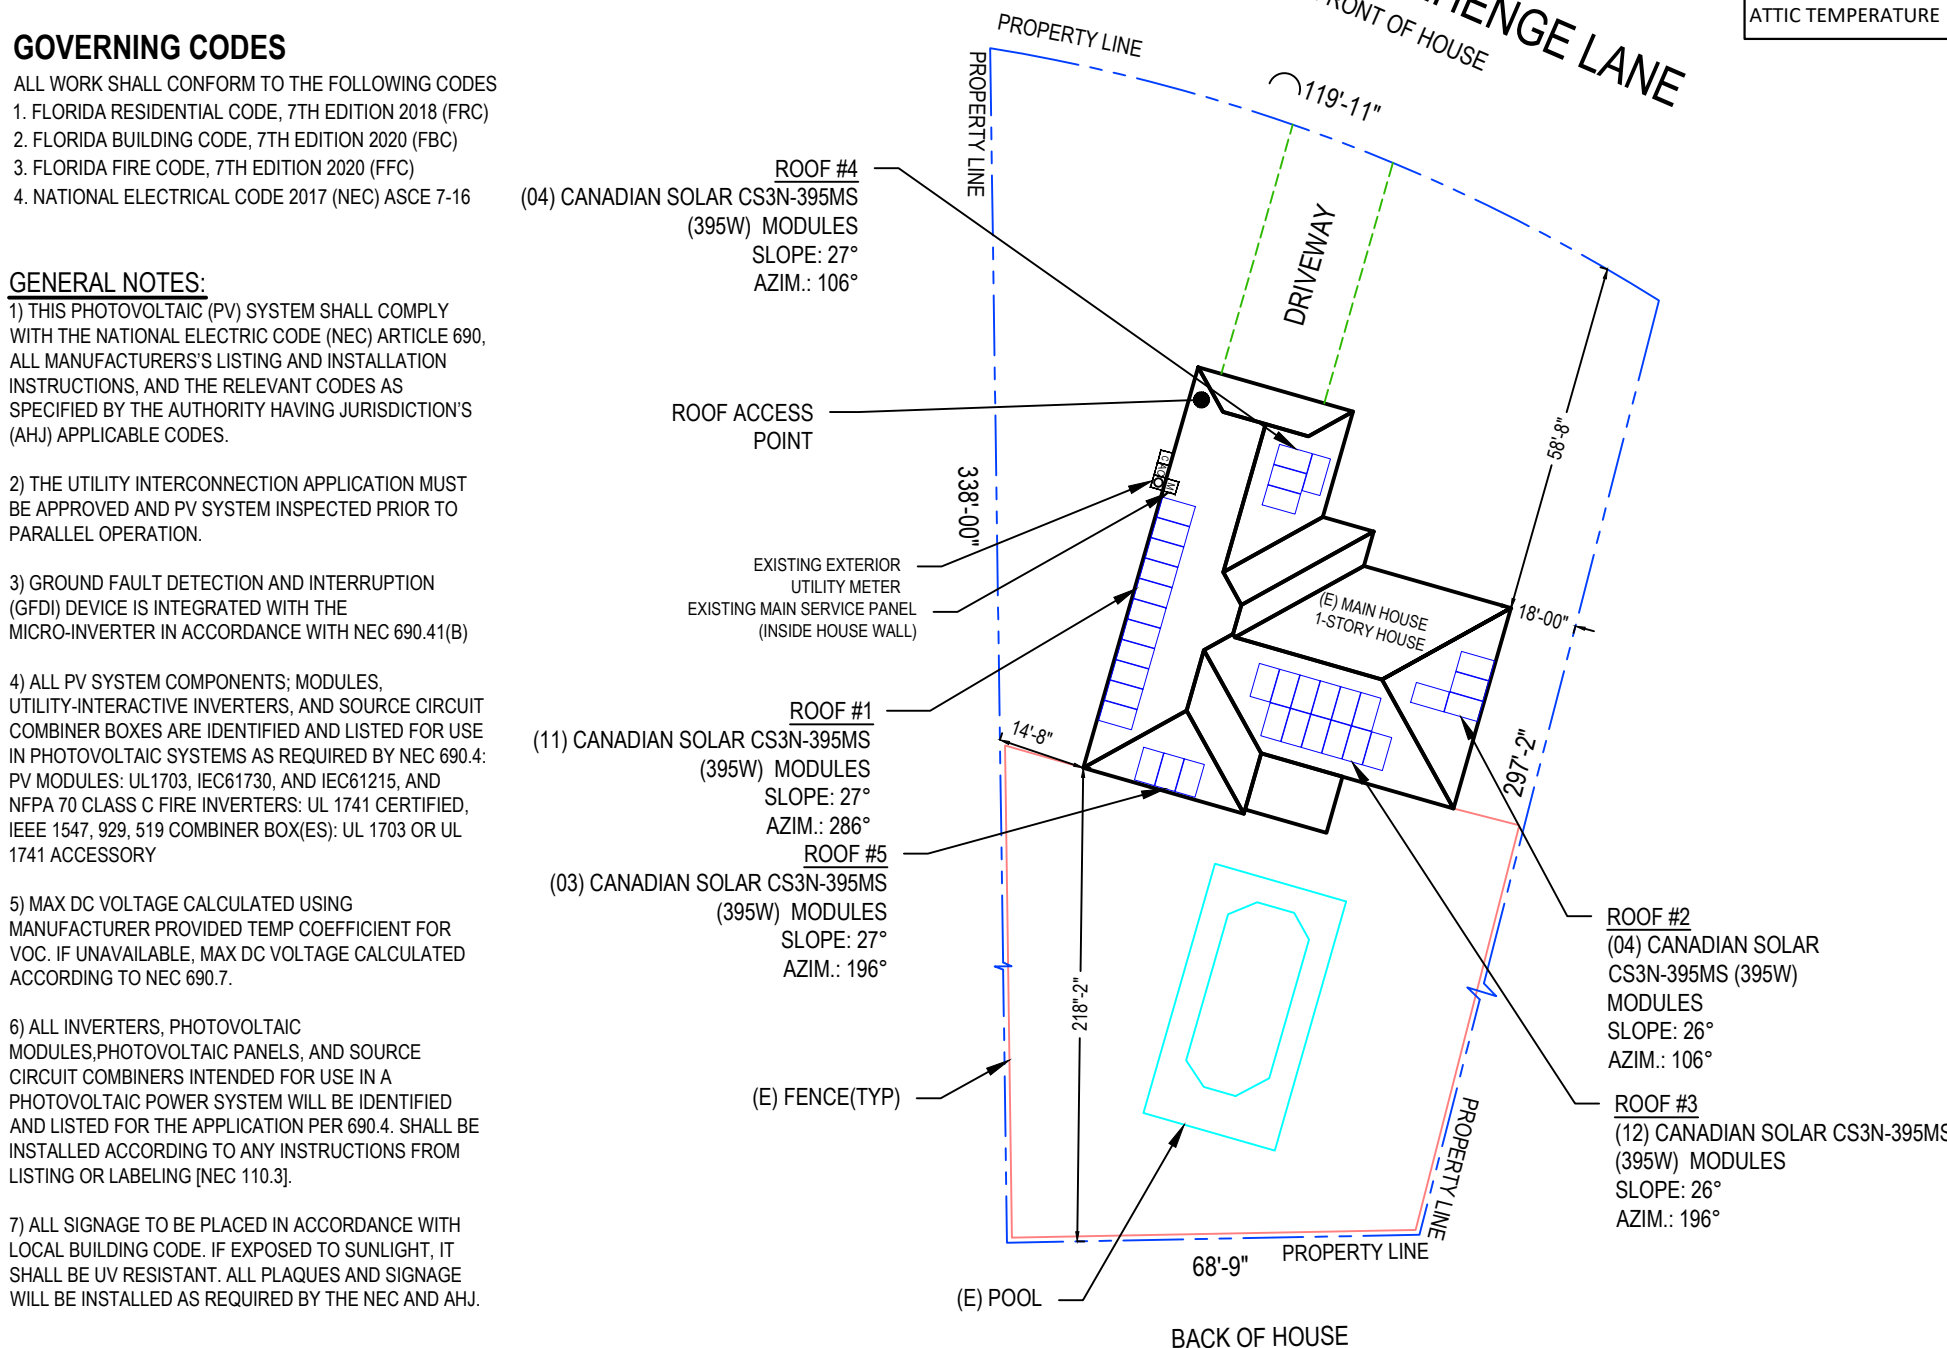 GOVERNING CODES
ALL WORK SHALL CONFORM TO THE FOLLOWING CODES
1. FLORIDA RESIDENTIAL CODE, 7TH EDITION 2018 (FRC)
2. FLORIDA BUILDING CODE, 7TH EDITION 2020 (FBC)
3. FLORIDA FIRE CODE, 7TH EDITION 2020 (FFC)
4. NATIONAL ELECTRICAL CODE 2017 (NEC) ASCE 7-16
GENERAL NOTES:
1) THIS PHOTOVOLTAIC (PV) SYSTEM SHALL COMPLY
WITH THE NATIONAL ELECTRIC CODE (NEC) ARTICLE 690,
ALL MANUFACTURERS'S LISTING AND INSTALLATION
INSTRUCTIONS, AND THE RELEVANT CODES AS
SPECIFIED BY THE AUTHORITY HAVING JURISDICTION'S
(AHJ) APPLICABLE CODES.
2) THE UTILITY INTERCONNECTION APPLICATION MUST
BE APPROVED AND PV SYSTEM INSPECTED PRIOR TO
PARALLEL OPERATION.
3) GROUND FAULT DETECTION AND INTERRUPTION
(GFDI) DEVICE IS INTEGRATED WITH THE
MICRO-INVERTER IN ACCORDANCE WITH NEC 690.41(B)
4) ALL PV SYSTEM COMPONENTS; MODULES,
UTILITY-INTERACTIVE INVERTERS, AND SOURCE CIRCUIT
COMBINER BOXES ARE IDENTIFIED AND LISTED FOR USE
IN PHOTOVOLTAIC SYSTEMS AS REQUIRED BY NEC 690.4:
PV MODULES: UL1703, IEC61730, AND IEC61215, AND
NFPA 70 CLASS C FIRE INVERTERS: UL 1741 CERTIFIED,
IEEE 1547, 929, 519 COMBINER BOX(ES): UL 1703 OR UL
1741 ACCESSORY
5) MAX DC VOLTAGE CALCULATED USING
MANUFACTURER PROVIDED TEMP COEFFICIENT FOR
VOC. IF UNAVAILABLE, MAX DC VOLTAGE CALCULATED
ACCORDING TO NEC 690.7.
6) ALL INVERTERS, PHOTOVOLTAIC
MODULES,PHOTOVOLTAIC PANELS, AND SOURCE
CIRCUIT COMBINERS INTENDED FOR USE IN A
PHOTOVOLTAIC POWER SYSTEM WILL BE IDENTIFIED
AND LISTED FOR THE APPLICATION PER 690.4. SHALL BE
INSTALLED ACCORDING TO ANY INSTRUCTIONS FROM
LISTING OR LABELING [NEC 110.3].
7) ALL SIGNAGE TO BE PLACED IN ACCORDANCE WITH
LOCAL BUILDING CODE. IF EXPOSED TO SUNLIGHT, IT
SHALL BE UV RESISTANT. ALL PLAQUES AND SIGNAGE
WILL BE INSTALLED AS REQUIRED BY THE NEC AND AHJ.
LANE
FRONT OF HOUSE
ATTIC TEMPERATURE
PROPERTY LINE
PROPERTY LINE
119'-11"
DRIVEWAY
ROOF #4
(04) CANADIAN SOLAR CS3N-395MS
(395W) MODULES
SLOPE: 27°
AZIM.: 106°
ROOF ACCESS
POINT
338'-00"
58'-8"
EXISTING EXTERIOR
UTILITY METER
EXISTING MAIN SERVICE PANEL
(INSIDE HOUSE WALL)
M
(E) MAIN HOUSE
1-STORY HOUSE
18'-00"
ROOF #1
(11) CANADIAN SOLAR CS3N-395MS
(395W) MODULES
SLOPE: 27°
AZIM.: 286°
14'-8"
297'-2"
ROOF #5
(03) CANADIAN SOLAR CS3N-395MS
(395W) MODULES
SLOPE: 27°
AZIM.: 196°
ROOF #2
(04) CANADIAN SOLAR
CS3N-395MS (395W)
MODULES
SLOPE: 26°
AZIM.: 106°
218"-2"
(E) FENCE(TYP)
ROOF #3
(12) CANADIAN SOLAR CS3N-395MS
(395W) MODULES
SLOPE: 26°
AZIM.: 196°
PROPERTY LINE
68'-9"
PROPERTY LINE
(E) POOL
BACK OF HOUSE